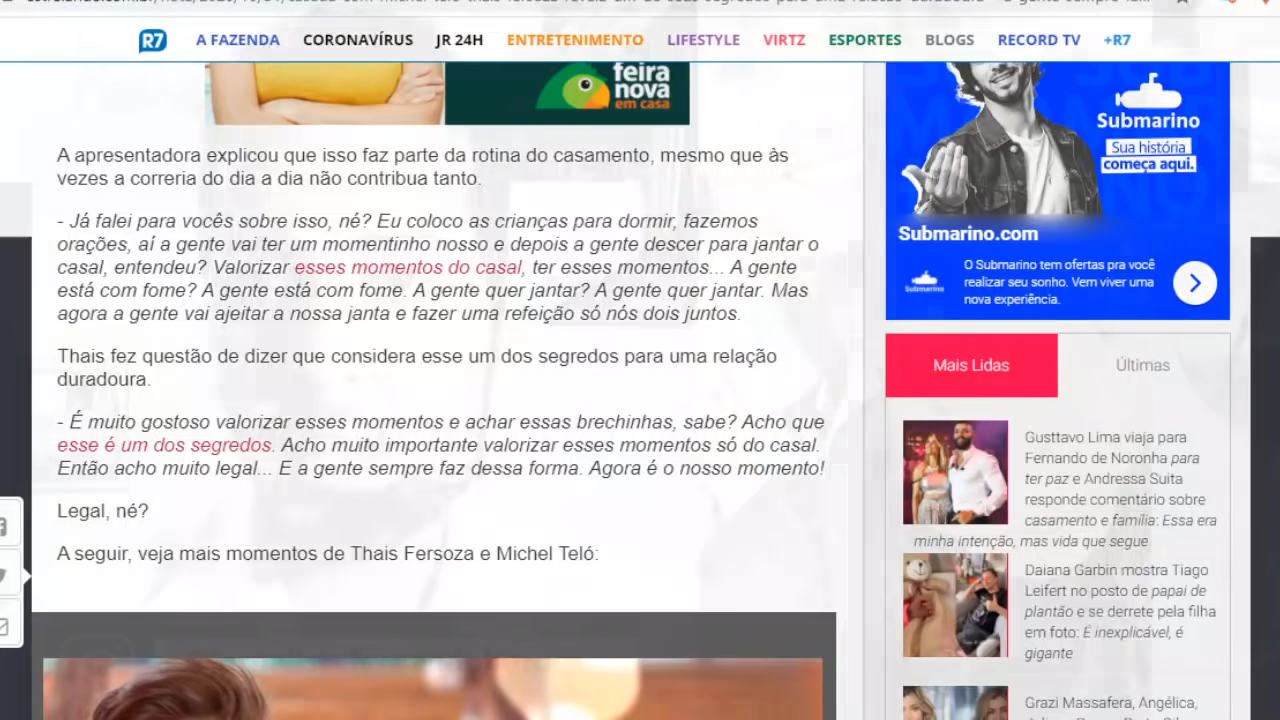 R7 A FAZENDA CORONAVÍRUS JR 24H ENTRETENIMENTO LIFESTYLE VIRTZ ESPORTES BLOGS RECORD TV +R7
feira
nova
em casa
A apresentadora explicou que isso faz parte da rotina do casamento, mesmo que às
vezes a correria do dia a dia não contribua tanto.
- Já falei para vocês sobre isso, né? Eu coloco as crianças para dormir, fazemos
orações, aí a gente vai ter um momentinho nosso e depois a gente descer para jantar o
casal, entendeu? Valorizar esses momentos do casal, ter esses momentos... A gente
está com fome? A gente está com fome. A gente quer jantar? A gente quer jantar. Mas
agora a gente vai ajeitar a nossa janta e fazer uma refeição só nós dois juntos.
Thais fez questão de dizer que considera esse um dos segredos para uma relação
duradoura.
- É muito gostoso valorizar esses momentos e achar essas brechinhas, sabe? Acho que
esse é um dos segredos. Acho muito importante valorizar esses momentos só do casal.
Então acho muito legal... E a gente sempre faz dessa forma. Agora é o nosso momento!
Legal, né?
A seguir, veja mais momentos de Thais Fersoza e Michel Teló:
Submarino
Sua história
começa aqui.
Submarino.com
Submarino
O Submarino tem ofertas pra você
realizar seu sonho. Vem viver uma
nova experiência.
Mais Lidas Últimas
Gusttavo Lima viaja para
Fernando de Noronha para
ter paz e Andressa Suita
responde comentário sobre
casamento e família: Essa era
minha intenção, mas vida que segue
Daiana Garbin mostra Tiago
Leifert no posto de papai de
plantão e se derrete pela filha
em foto: É inexplicável, é
gigante
Grazi Massafera, Angélica,